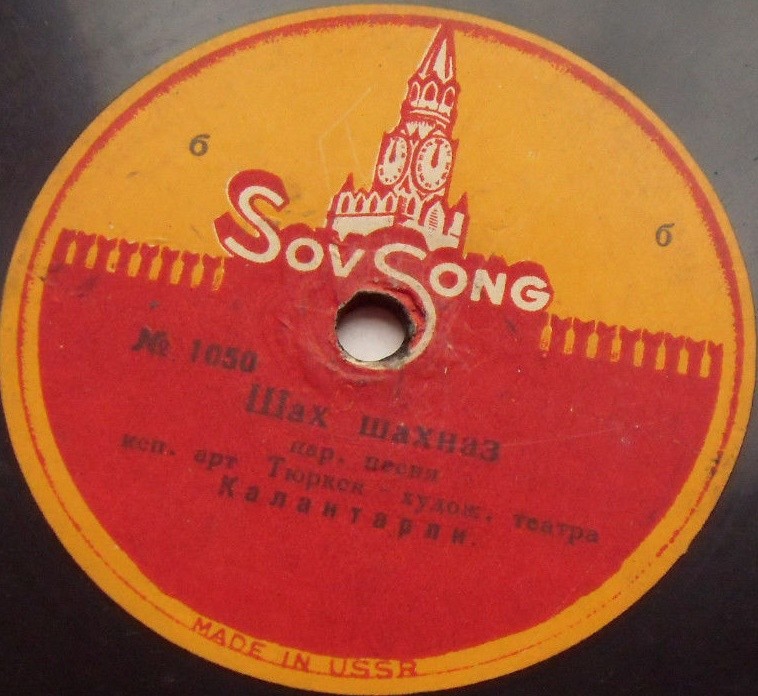 б
б
SOVSONG
№ 1050
Шах шахназ
нар. песня
исп. арт Тюркск - худож. театра
Калантарли.
MADE IN USSR